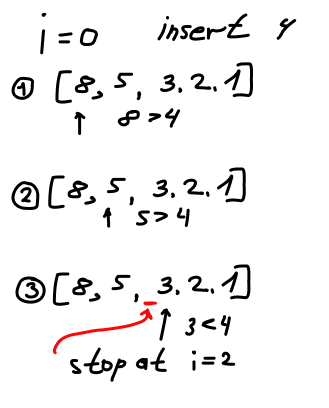 i = 0 insert 4
① [8, 5, 3. 2. 1]
↑ 8 > 4
② [8, 5, 3. 2. 1]
↑ 5 > 4
③ [8, 5, 3. 2. 1]
↑ 3 < 4
stop at i = 2